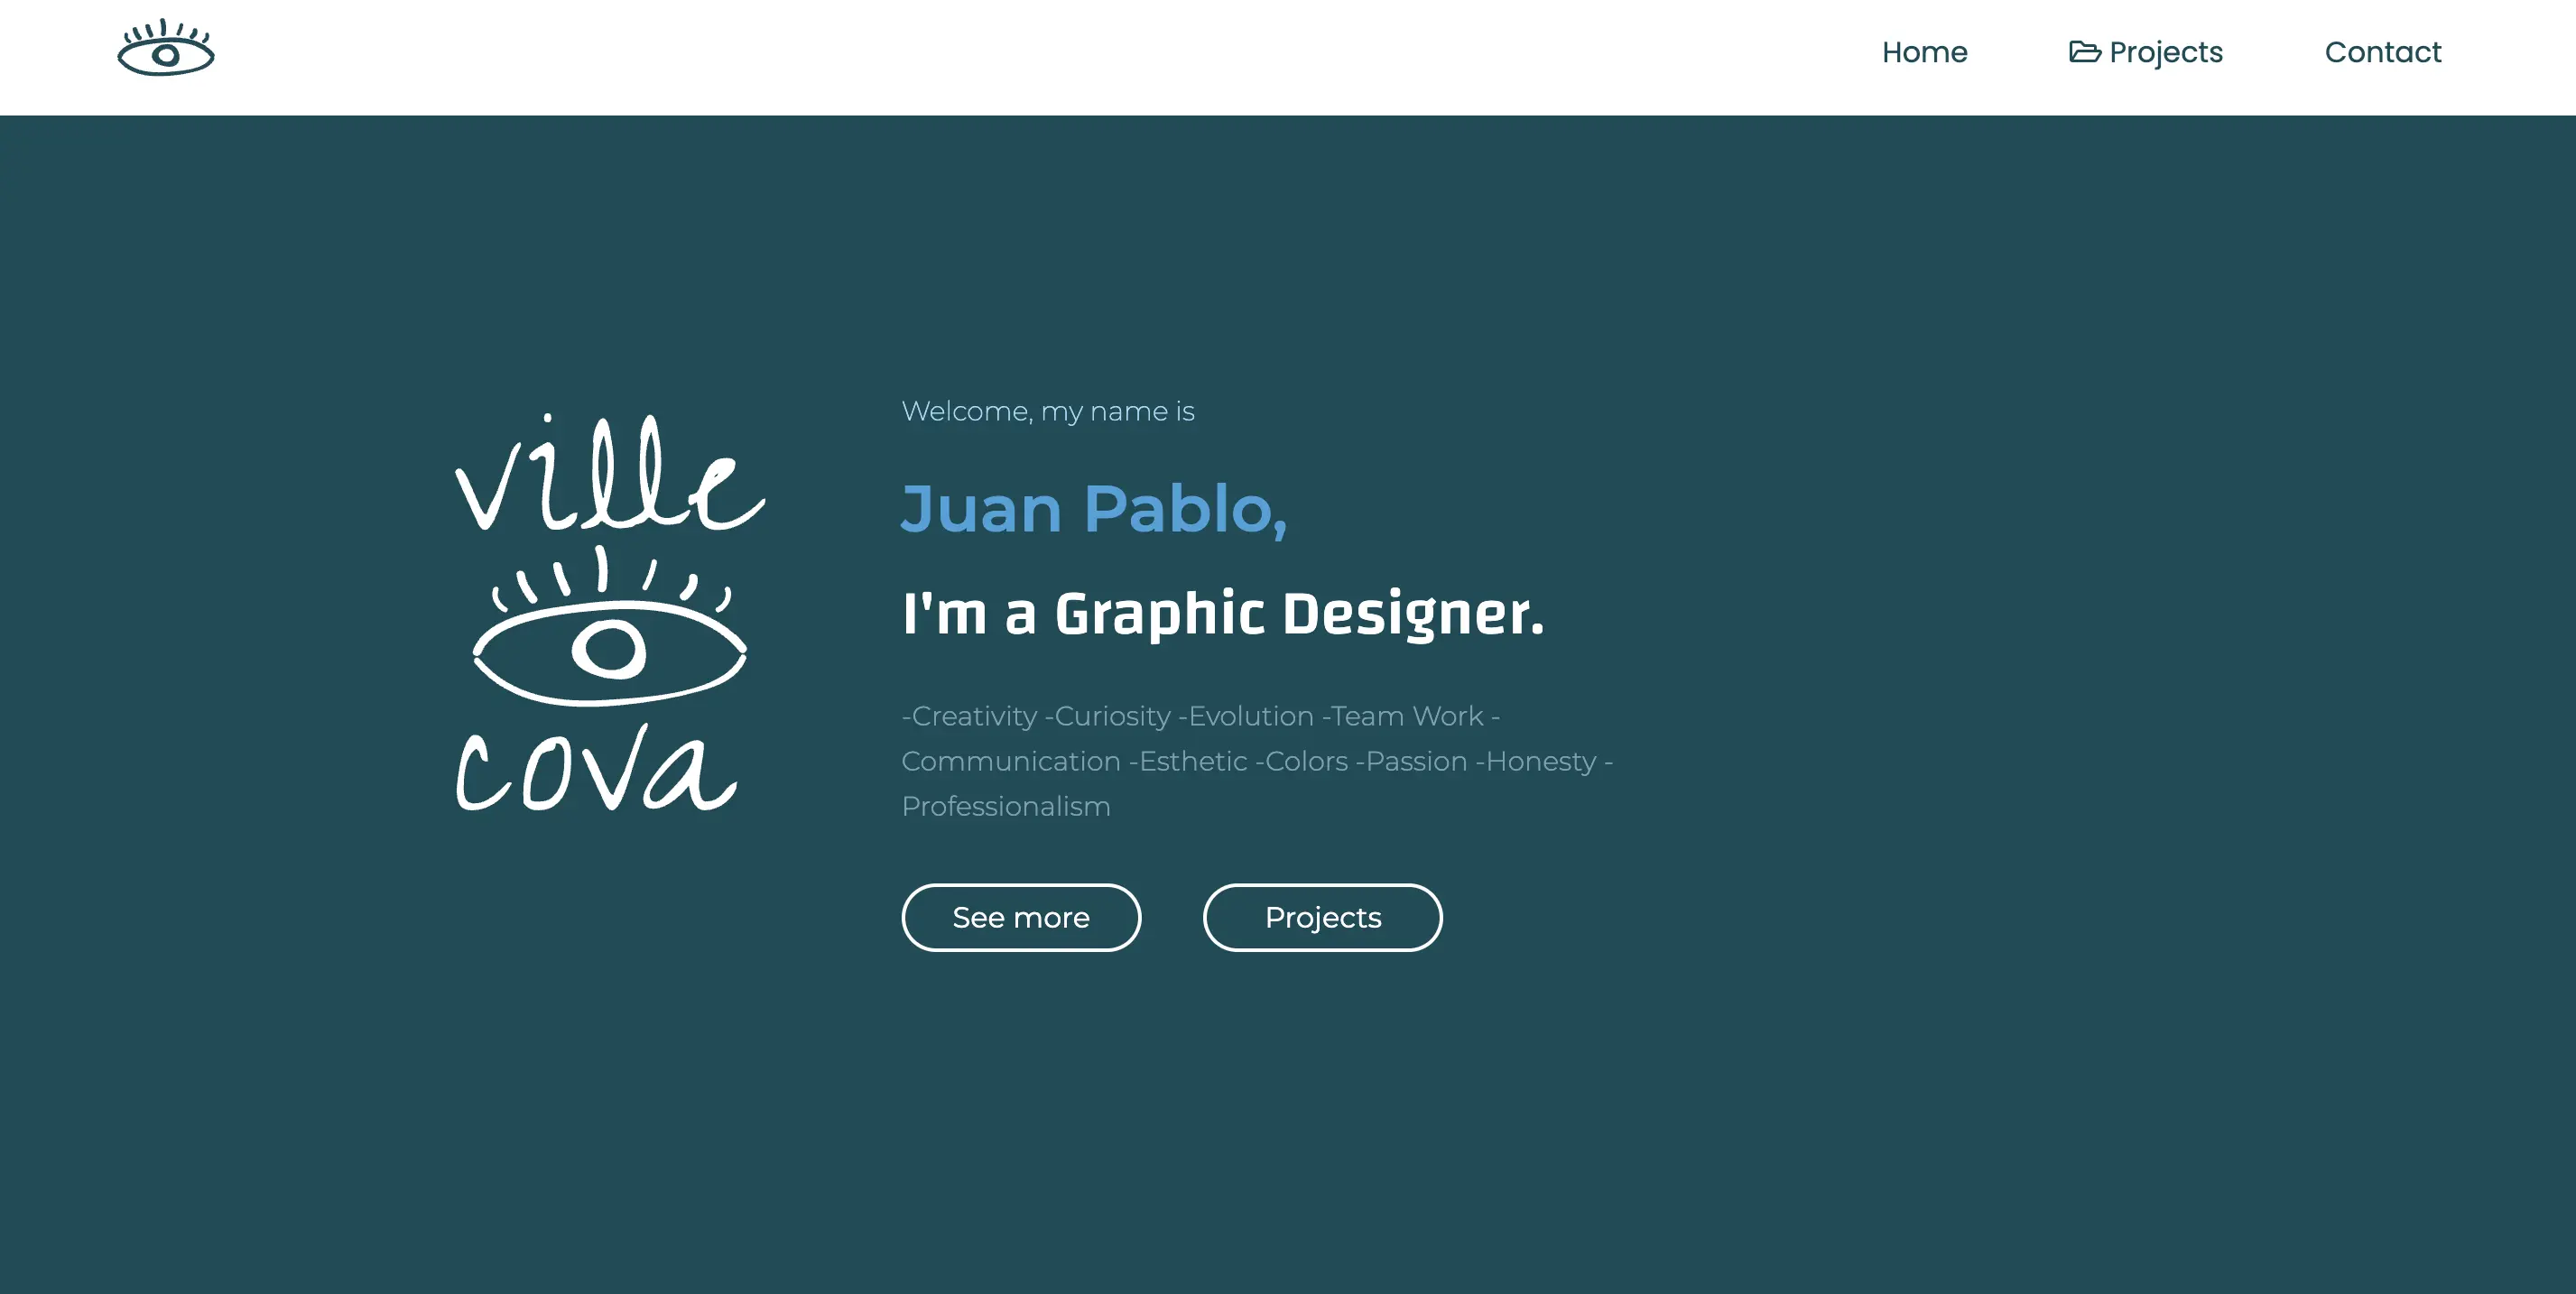 Home Projects Contact
ville
cova
Welcome, my name is
Juan Pablo,
I'm a Graphic Designer.
-Creativity -Curiosity -Evolution -Team Work -
Communication -Esthetic -Colors -Passion -Honesty -
Professionalism
See more Projects